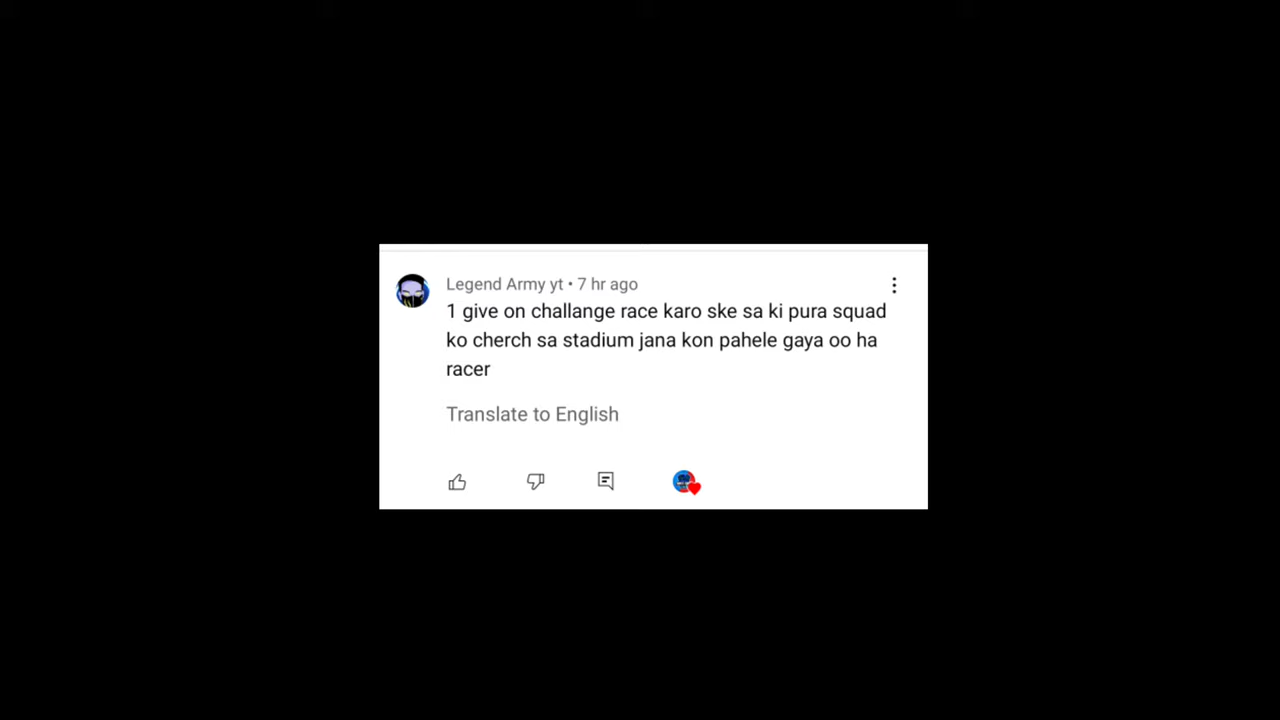 Legend Army yt • 7 hr ago
1 give on challange race karo ske sa ki pura squad
ko cherch sa stadium jana kon pahele gaya oo ha
racer
Translate to English